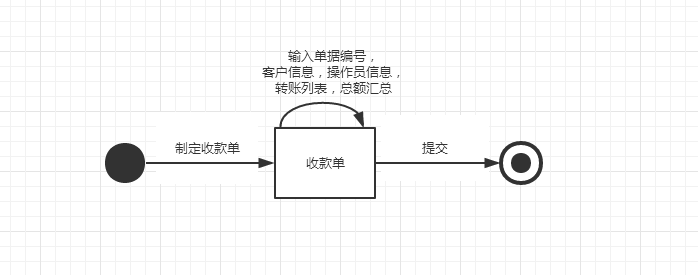 输入单据编号，
客户信息，操作员信息，
转账列表，总额汇总
制定收款单
收款单
提交